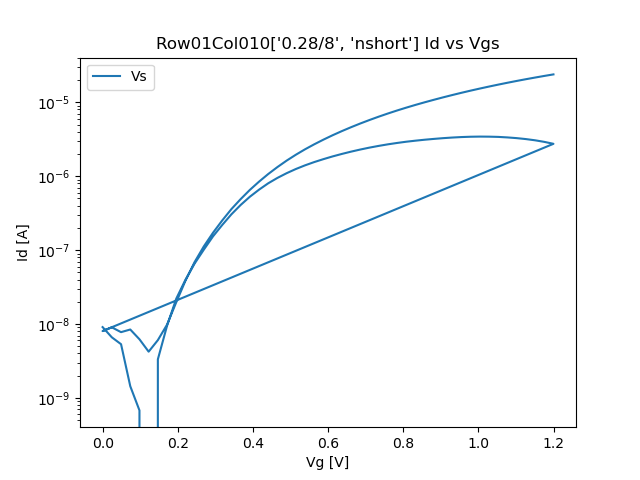 Row01Col010['0.28/8', 'nshort'] Id vs Vgs
Vs
10⁻⁵
10⁻⁶
10⁻⁷
10⁻⁸
10⁻⁹
Id [A]
0.0 0.2 0.4 0.6 0.8 1.0 1.2
Vg [V]